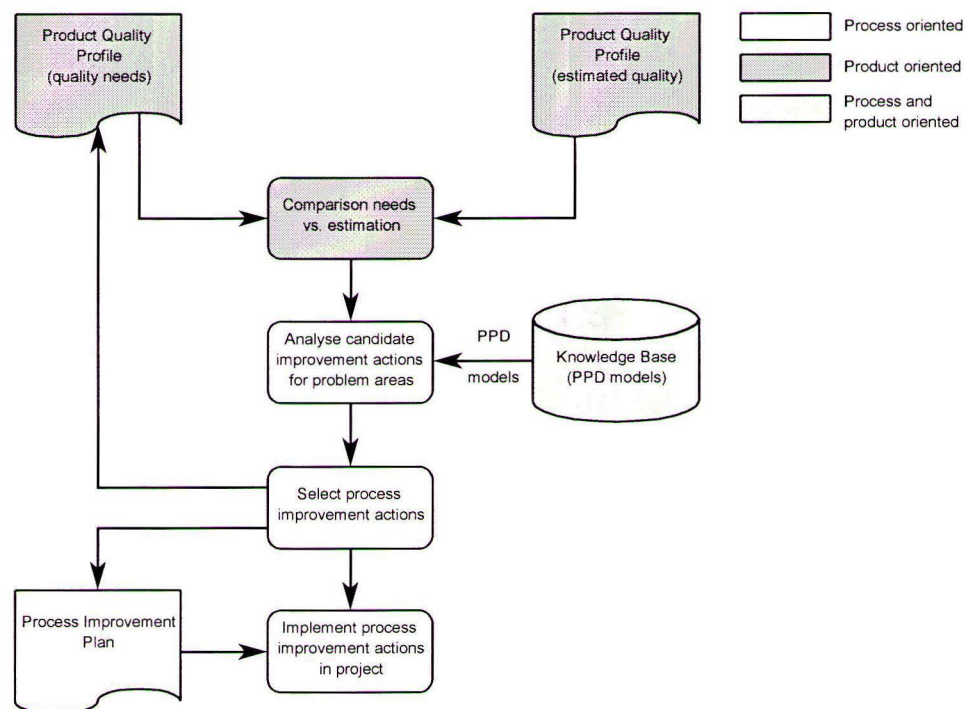 Product Quality
Profile
(quality needs)
Product Quality
Profile
(estimated quality)
Process oriented
Product oriented
Process and
product oriented
Comparison needs
vs. estimation
Analyse candidate
improvement actions
for problem areas
PPD
models
Knowledge Base
(PPD models)
Select process
improvement actions
Process Improvement
Plan
Implement process
improvement actions
in project